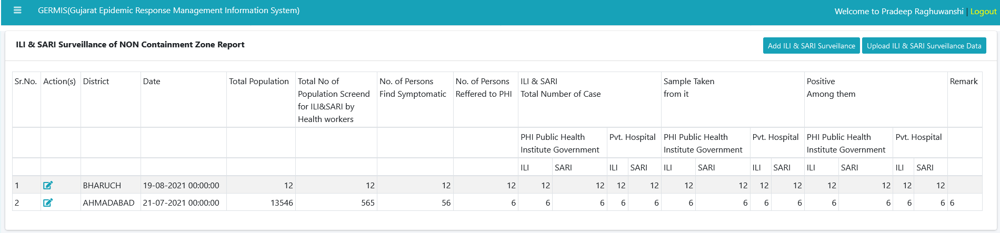 GERMIS(Gujarat Epidemic Response Management Information System)
Welcome to Pradeep Raghuwanshi | Logout
ILI & SARI Surveillance of NON Containment Zone Report
Add ILI & SARI Surveillance
Upload ILI & SARI Surveillance Data
Sr.No. Action(s) District Date Total Population Total No of Population Screend for ILI&SARI by Health workers No. of Persons Find Symptomatic No. of Persons Reffered to PHI ILI & SARI Total Number of Case Sample Taken from it Positive Among them Remark
PHI Public Health Institute Government Pvt. Hospital PHI Public Health Institute Government Pvt. Hospital PHI Public Health Institute Government Pvt. Hospital
ILI SARI ILI SARI ILI SARI ILI SARI ILI SARI ILI SARI
1 BHARUCH 19-08-2021 00:00:00 12 12 12 12 12 12 12 12 12 12 12 12 12 12 12 12
2 AHMADABAD 21-07-2021 00:00:00 13546 565 56 6 6 6 6 6 6 6 6 6 6 6 6 6 6